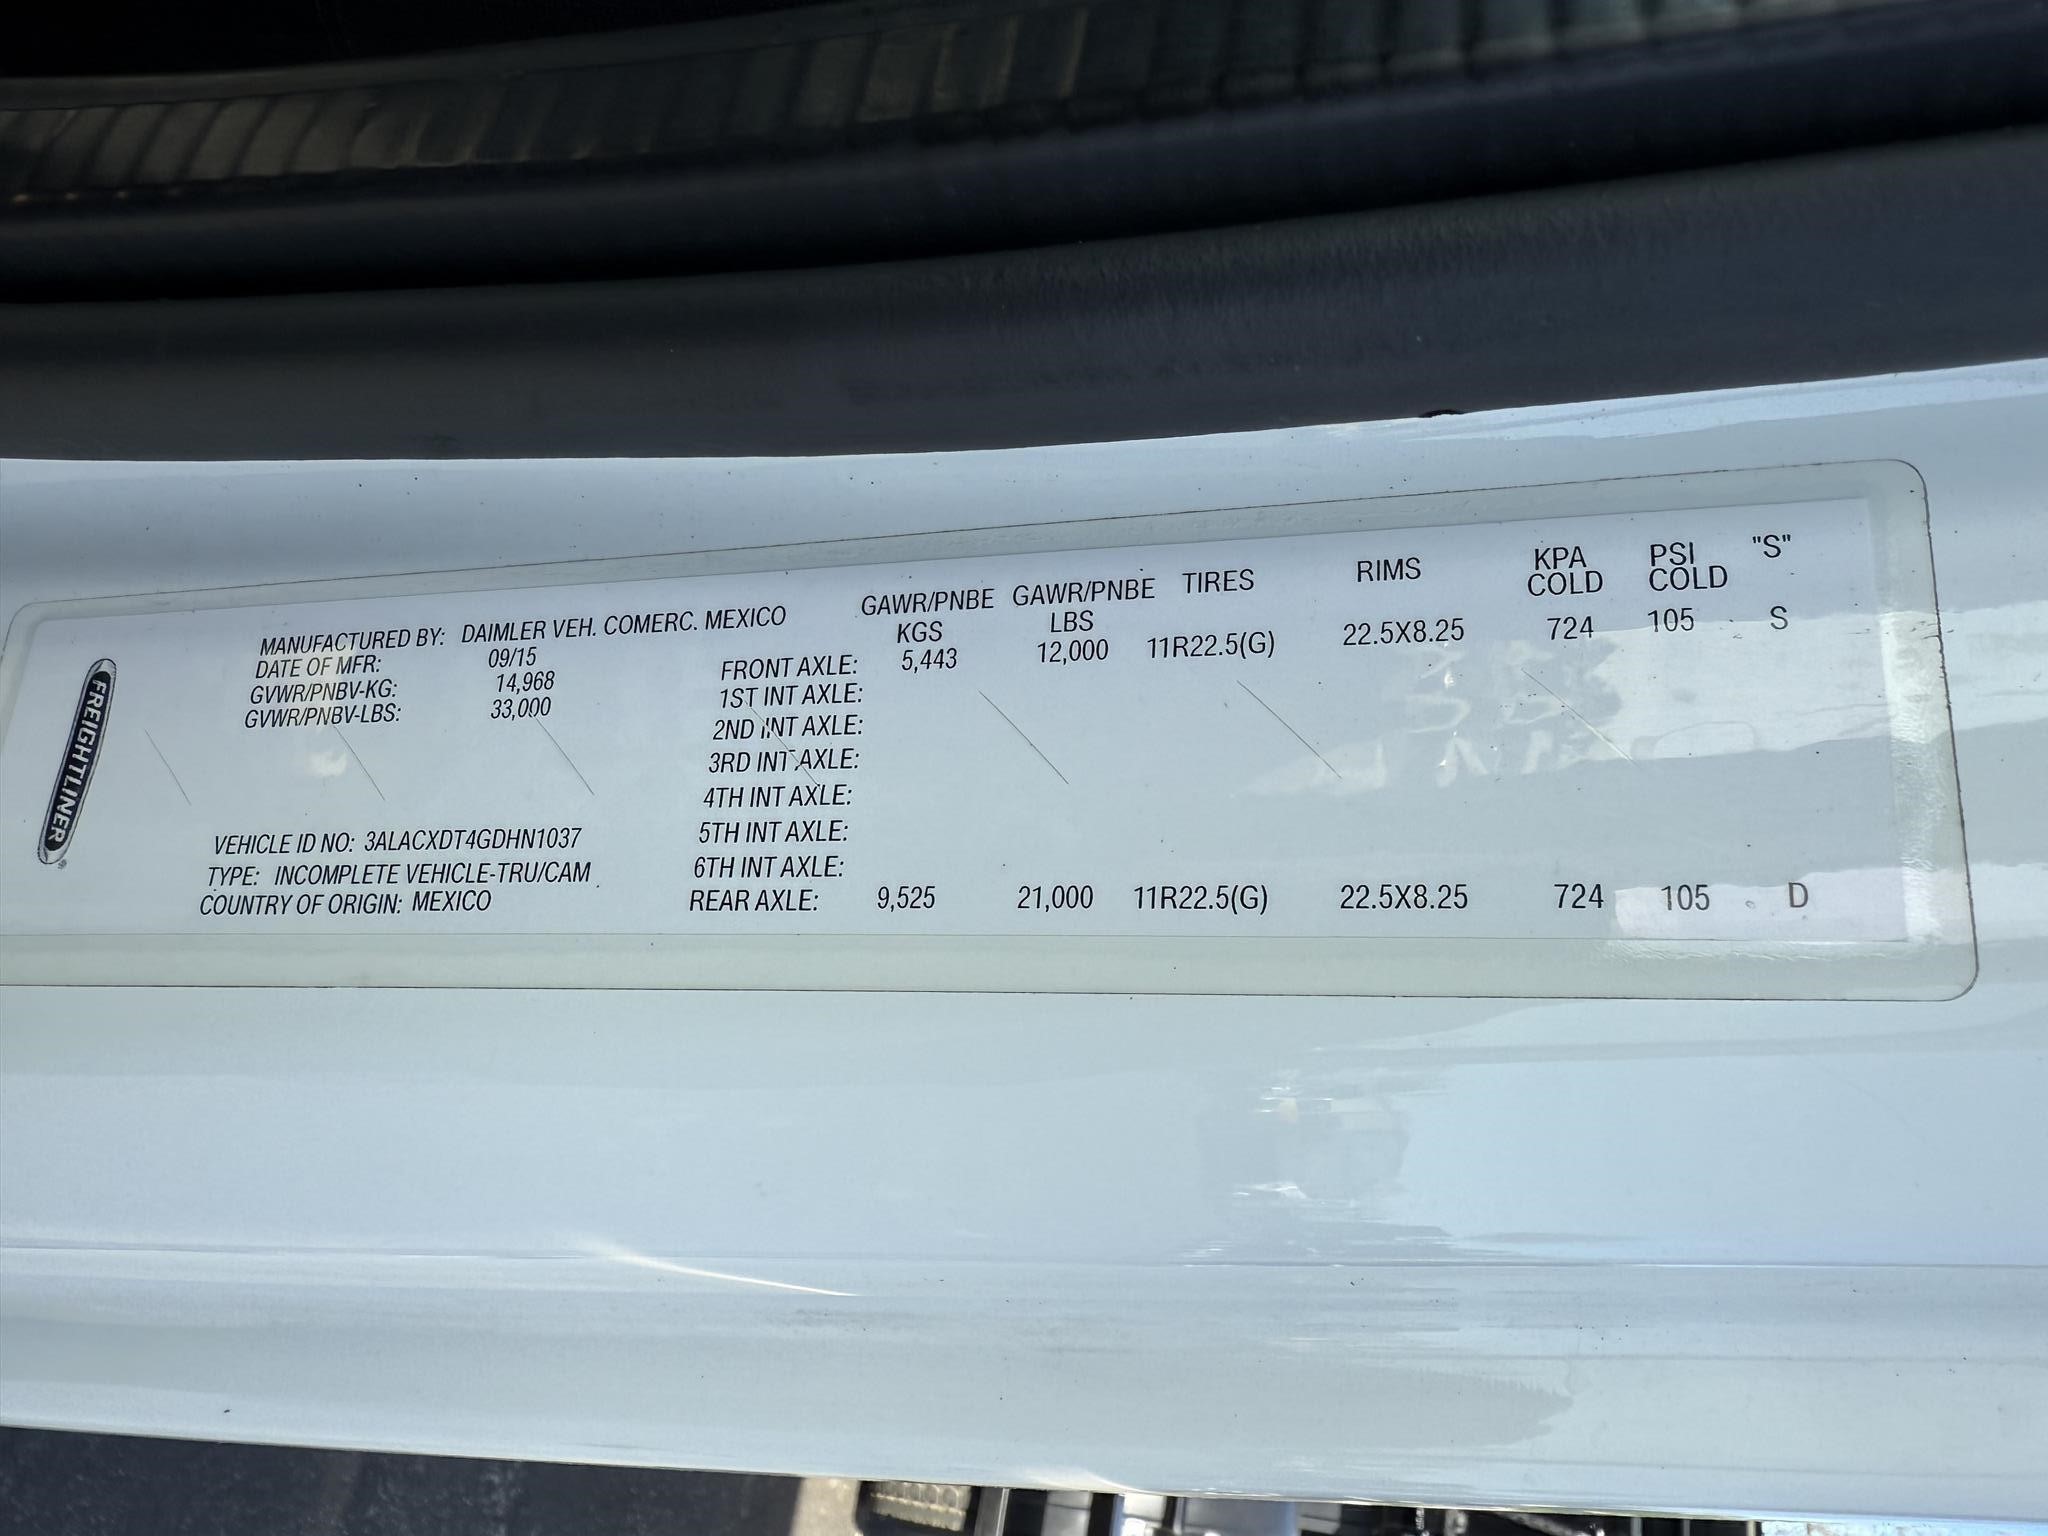 FREIGHTLINER®
MANUFACTURED BY: DAIMLER VEH. COMERC. MEXICO
DATE OF MFR: 09/15
GVWR/PNBV-KG: 14,968
GVWR/PNBV-LBS: 33,000
VEHICLE ID NO: 3ALACXDT4GDHN1037
TYPE: INCOMPLETE VEHICLE-TRU/CAM
COUNTRY OF ORIGIN: MEXICO
GAWR/PNBE KGS GAWR/PNBE LBS TIRES RIMS KPA COLD PSI COLD "S"
FRONT AXLE: 5,443 12,000 11R22.5(G) 22.5X8.25 724 105 S
1ST INT AXLE:
2ND INT AXLE:
3RD INT AXLE:
4TH INT AXLE:
5TH INT AXLE:
6TH INT AXLE:
REAR AXLE: 9,525 21,000 11R22.5(G) 22.5X8.25 724 105 D